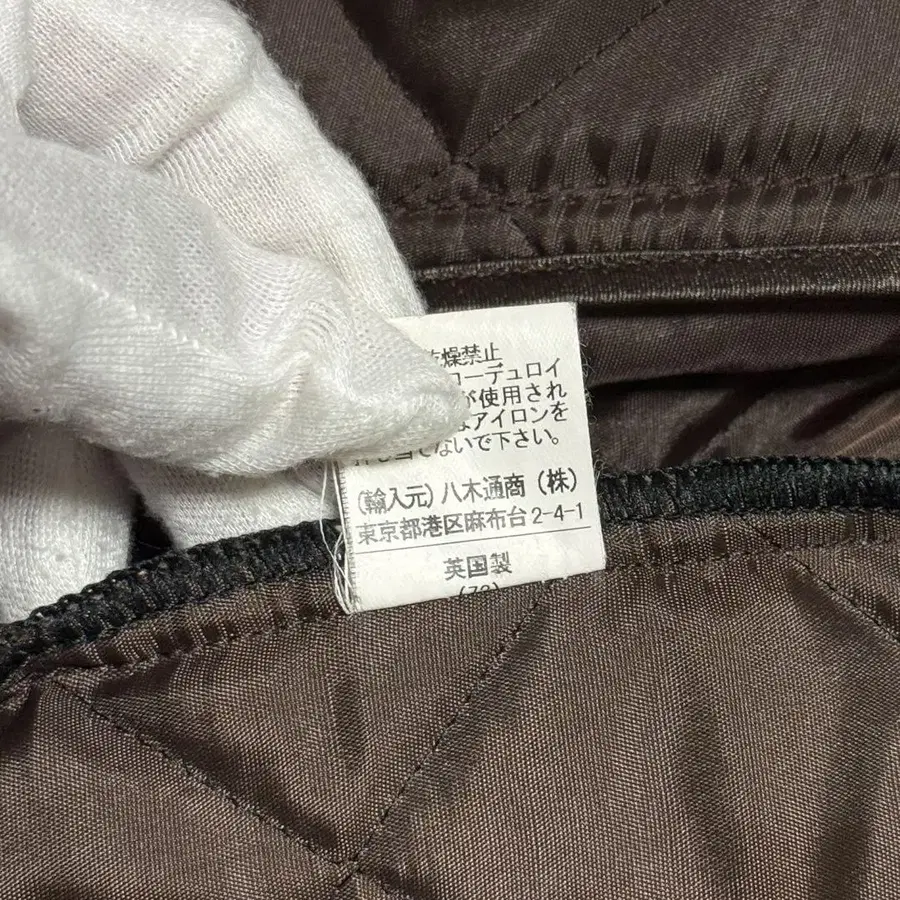 燥禁止
コーデュロイ
が使用され
なアイロンを
てないで下さい。
(輸入元) 八木通商 (株)
東京都港区麻布台2-4-1
英国製